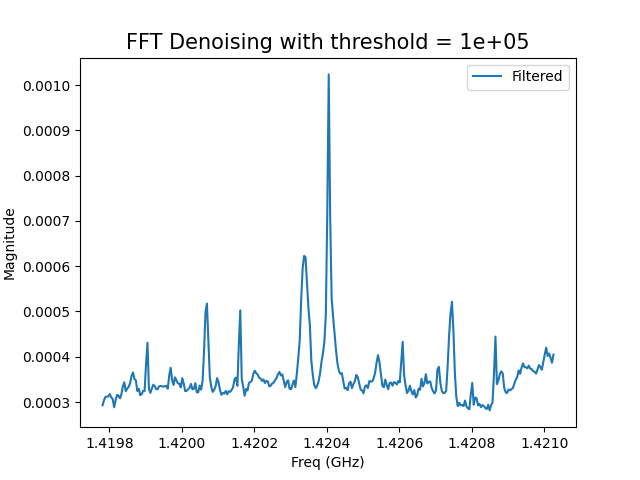 FFT Denoising with threshold = 1e+05
Filtered
Magnitude
0.0010
0.0009
0.0008
0.0007
0.0006
0.0005
0.0004
0.0003
1.4198 1.4200 1.4202 1.4204 1.4206 1.4208 1.4210
Freq (GHz)